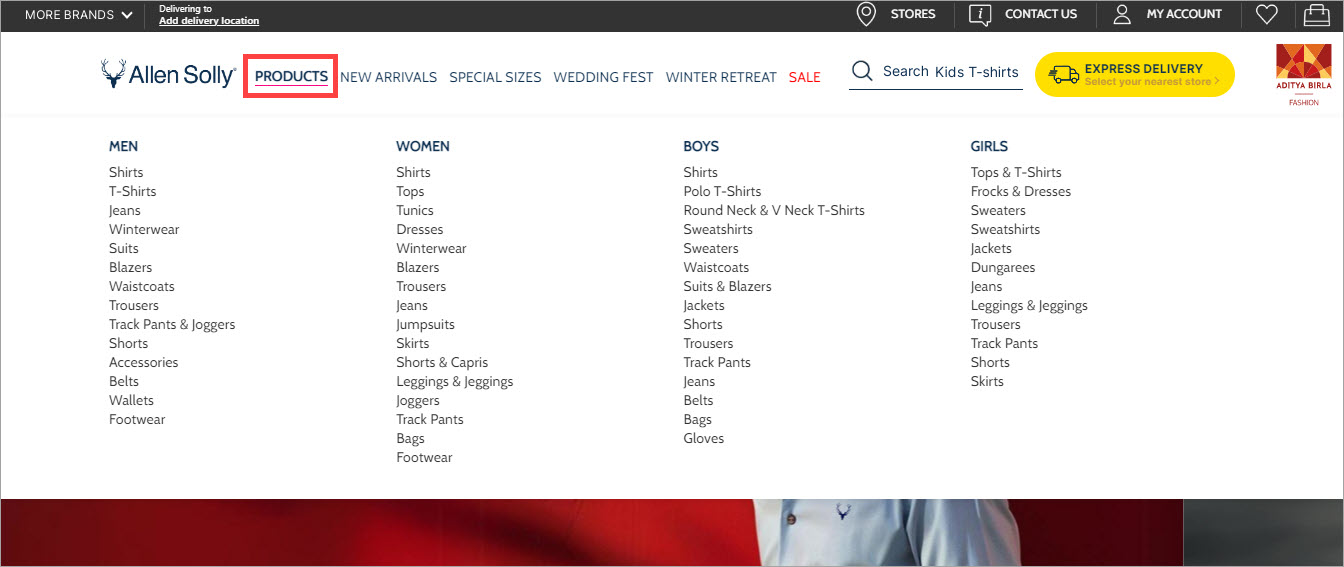 MORE BRANDS
Delivering to
Add delivery location
STORES
CONTACT US
MY ACCOUNT
Allen Solly
PRODUCTS
NEW ARRIVALS
SPECIAL SIZES
WEDDING FEST
WINTER RETREAT
SALE
Search Kids T-shirts
EXPRESS DELIVERY
Select your nearest store >
ADITYA BIRLA
FASHION
MEN
Shirts
T-Shirts
Jeans
Winterwear
Suits
Blazers
Waistcoats
Trousers
Track Pants & Joggers
Shorts
Accessories
Belts
Wallets
Footwear
WOMEN
Shirts
Tops
Tunics
Dresses
Winterwear
Blazers
Trousers
Jeans
Jumpsuits
Skirts
Shorts & Capris
Leggings & Jeggings
Joggers
Track Pants
Bags
Footwear
BOYS
Shirts
Polo T-Shirts
Round Neck & V Neck T-Shirts
Sweatshirts
Sweaters
Waistcoats
Suits & Blazers
Jackets
Shorts
Trousers
Track Pants
Jeans
Belts
Bags
Gloves
GIRLS
Tops & T-Shirts
Frocks & Dresses
Sweaters
Sweatshirts
Jackets
Dungarees
Jeans
Leggings & Jeggings
Trousers
Track Pants
Shorts
Skirts